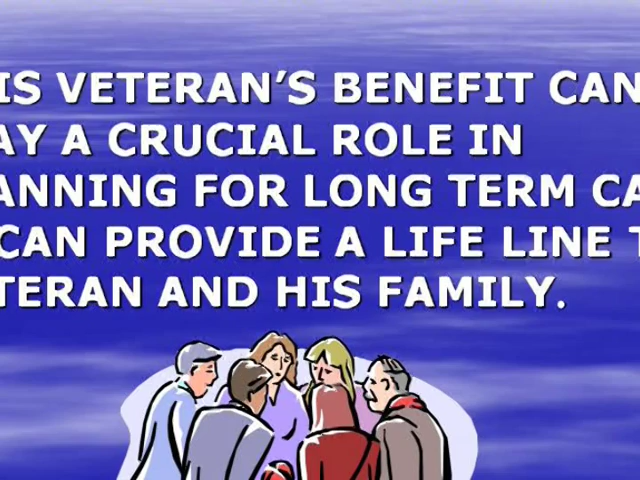 IS VETERAN'S BENEFIT CAN
AY A CRUCIAL ROLE IN
ANNING FOR LONG TERM CA
CAN PROVIDE A LIFE LINE T
TERAN AND HIS FAMILY.